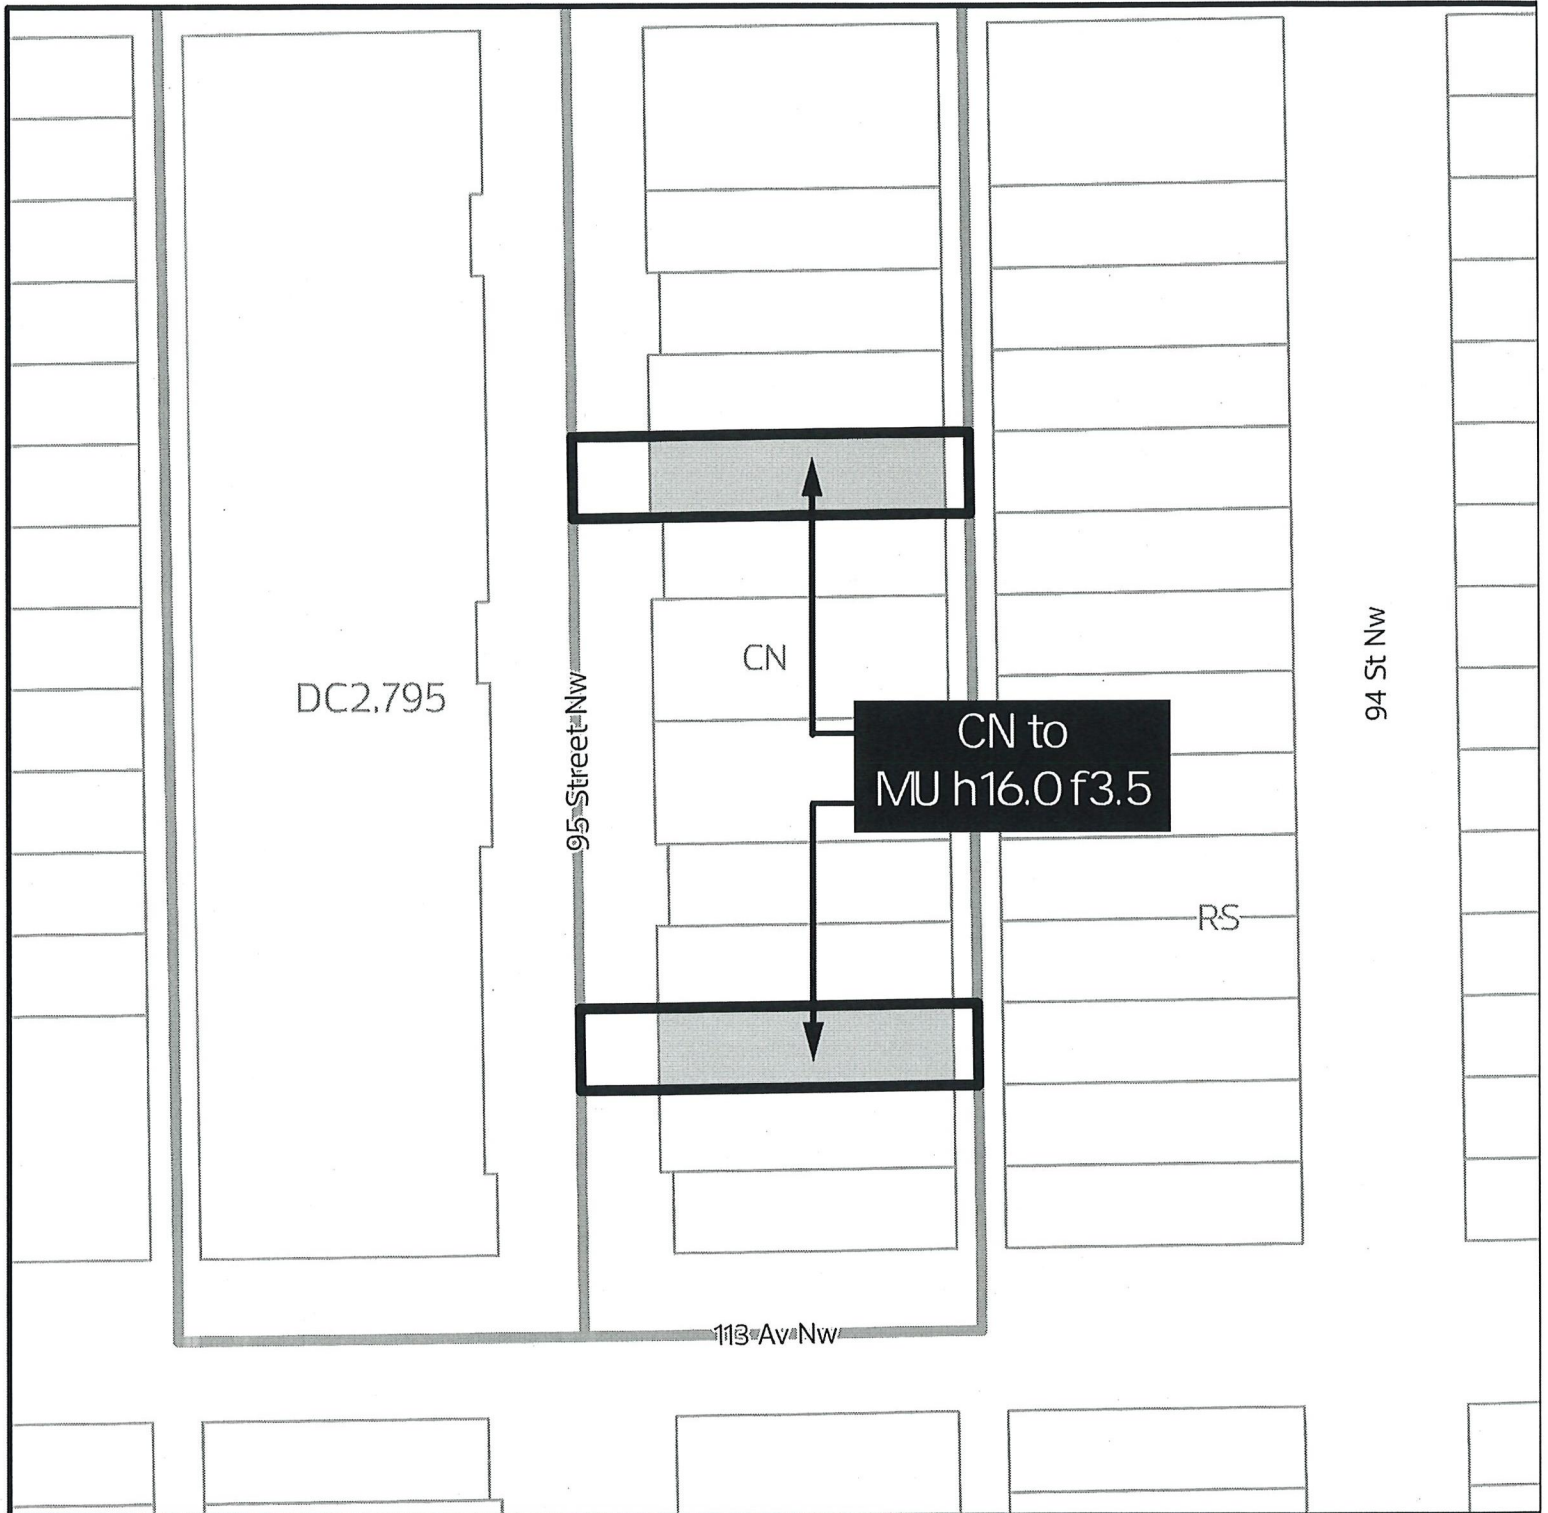 CN
DC2.795
95 Street Nw
94 St Nw
CN to
MU h16.0 f3.5
RS
113 Av Nw